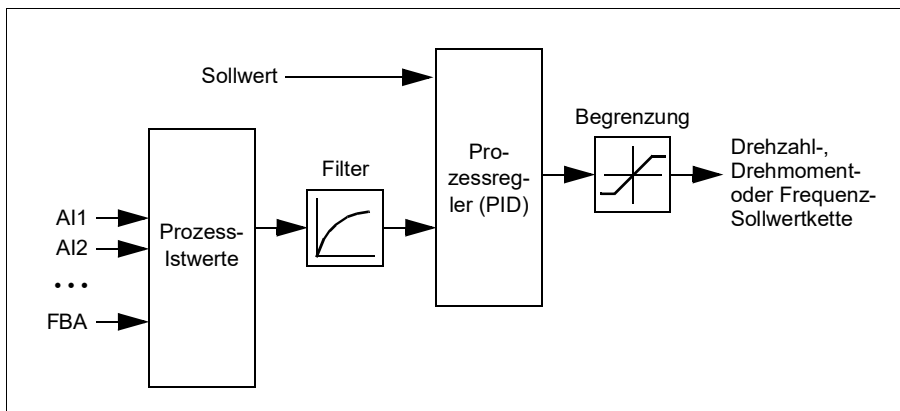 Sollwert
AI1
AI2
• • •
FBA
Prozess-
Istwerte
Filter
Pro-
zessreg-
ler (PID)
Begrenzung
Drehzahl-,
Drehmoment-
oder Frequenz-
Sollwertkette